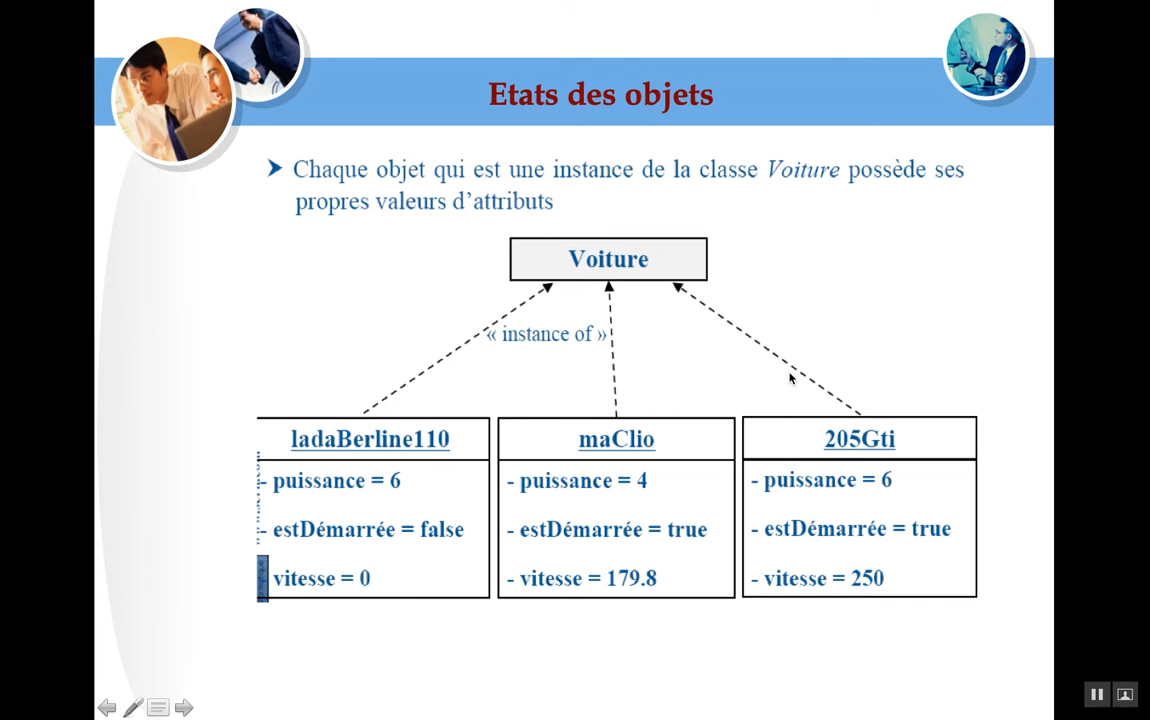 Etats des objets
Chaque objet qui est une instance de la classe Voiture possède ses
propres valeurs d'attributs
Voiture
« instance of »
ladaBerline110
- puissance = 6
- estDémarrée = false
vitesse = 0
maClio
- puissance = 4
- estDémarrée = true
- vitesse = 179.8
205Gti
- puissance = 6
- estDémarrée = true
- vitesse = 250